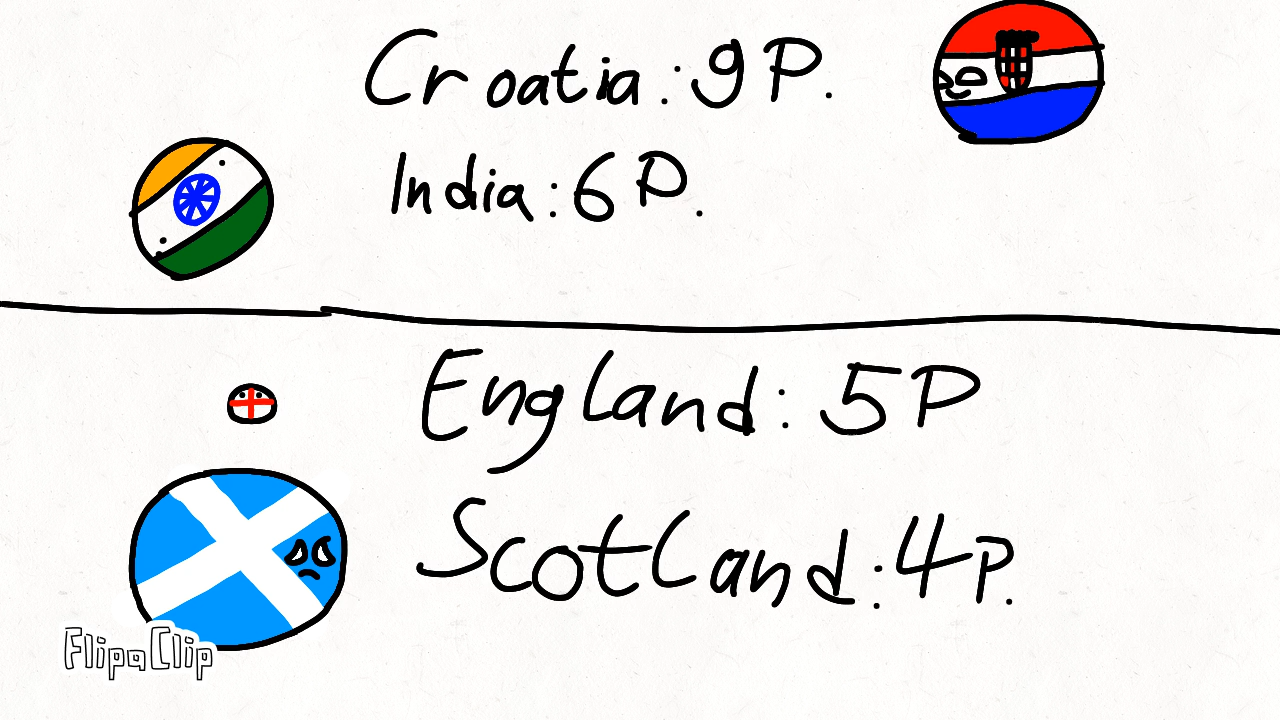 Croatia: 9P.
India: 6P.
England: 5P
Scotland: 4P.
FlipaClip